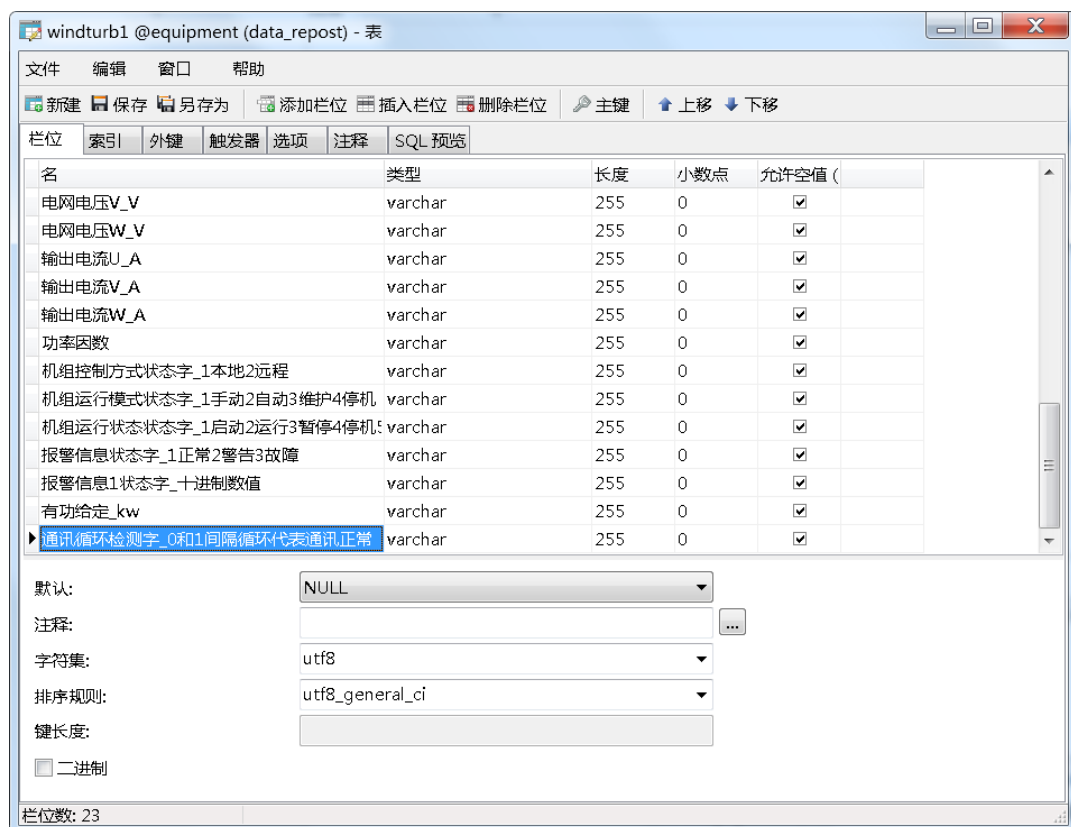 windturb1 @equipment (data_repost) - 表
文件 编辑 窗口 帮助
新建 保存 另存为 添加栏位 插入栏位 删除栏位 主键 上移 下移
栏位 索引 外键 触发器 选项 注释 SQL 预览
名 类型 长度 小数点 允许空值 (
电网电压V_V varchar 255 0
电网电压W_V varchar 255 0
输出电流U_A varchar 255 0
输出电流V_A varchar 255 0
输出电流W_A varchar 255 0
功率因数 varchar 255 0
机组控制方式状态字_1本地2远程 varchar 255 0
机组运行模式状态字_1手动2自动3维护4停机 varchar 255 0
机组运行状态状态字_1启动2运行3暂停4停机 varchar 255 0
报警信息状态字_1正常2警告3故障 varchar 255 0
报警信息1状态字_十进制数值 varchar 255 0
有功给定_kw varchar 255 0
通讯循环检测字_0和1间隔循环代表通讯正常 varchar 255 0
默认: NULL
注释: ...
字符集: utf8
排序规则: utf8_general_ci
键长度:
二进制
栏位数: 23